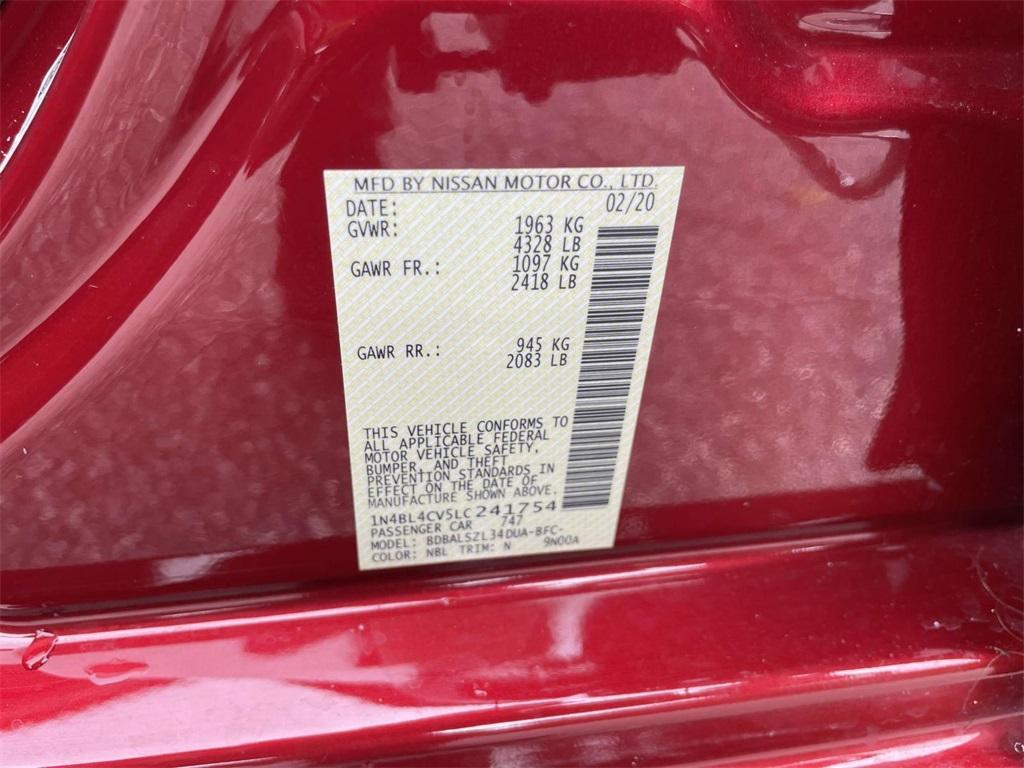 MFD BY NISSAN MOTOR CO., LTD.
DATE: 02/20
GVWR: 1963 KG
4328 LB
GAWR FR.: 1097 KG
2418 LB
GAWR RR.: 945 KG
2083 LB
THIS VEHICLE CONFORMS TO
ALL APPLICABLE FEDERAL
MOTOR VEHICLE SAFETY,
BUMPER, AND THEFT
PREVENTION STANDARDS IN
EFFECT ON THE DATE OF
MANUFACTURE SHOWN ABOVE.
1N4BL4CV5LC241754
PASSENGER CAR 747
MODEL: BDBALSZL34DUA-BFC-
COLOR: NBL TRIM: N 9N00A